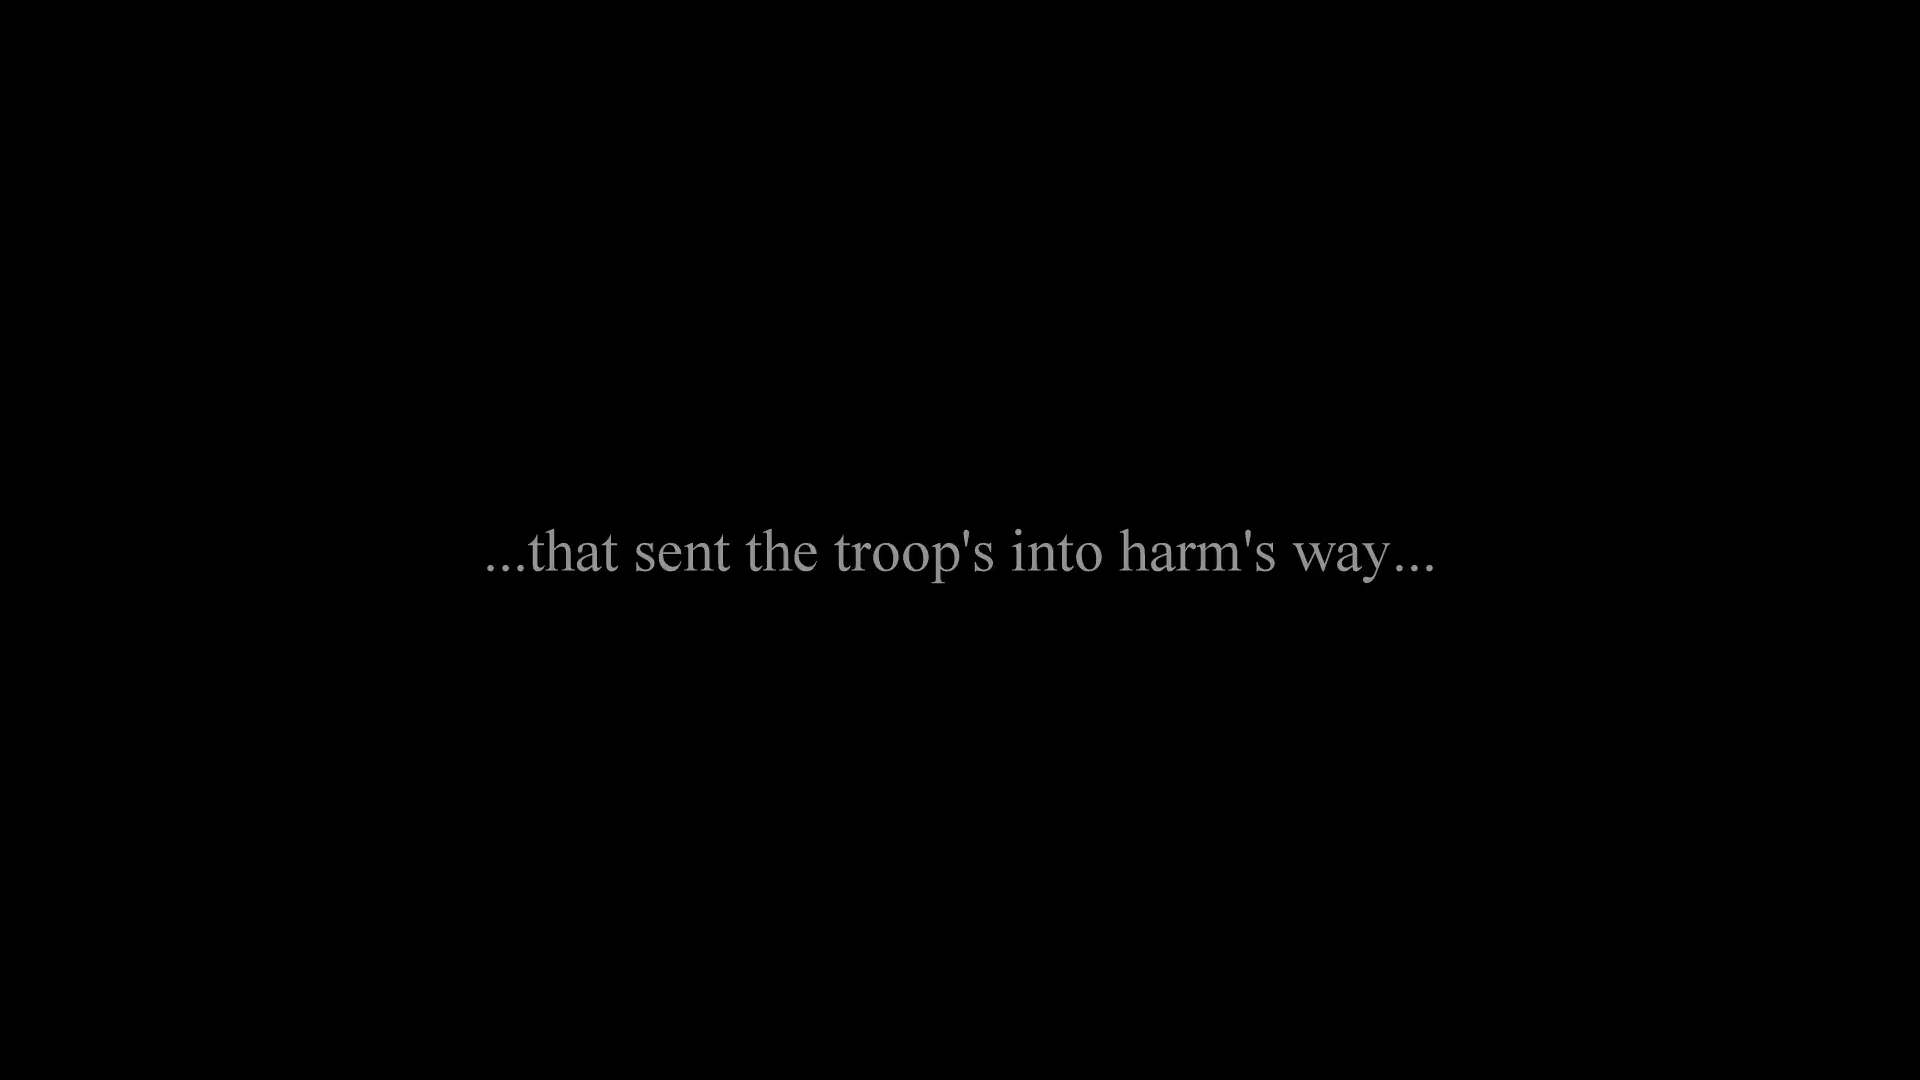 ...that sent the troop's into harm's way...